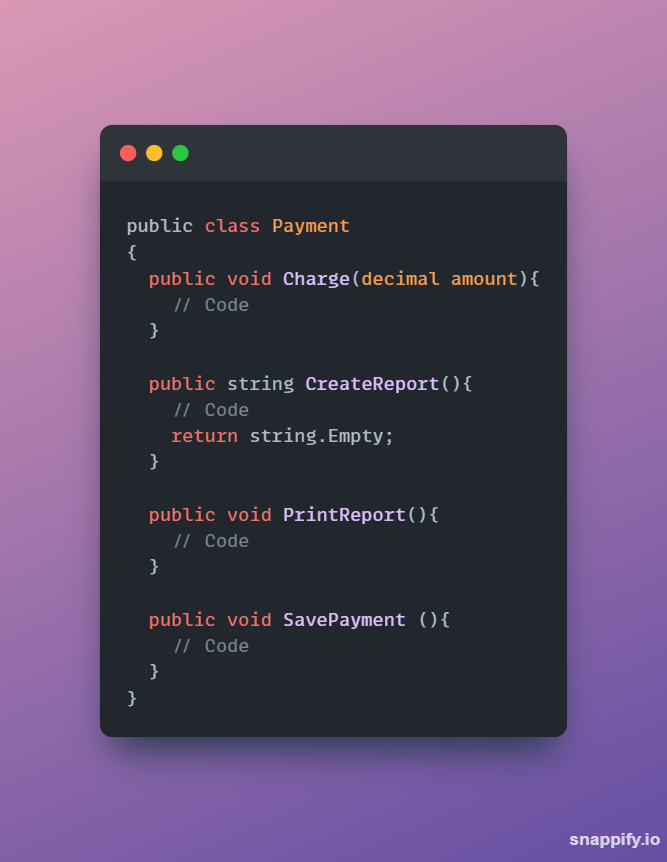 public class Payment
{
  public void Charge(decimal amount){
    // Code
  }

  public string CreateReport(){
    // Code
    return string.Empty;
  }

  public void PrintReport(){
    // Code
  }

  public void SavePayment (){
    // Code
  }
}
snappify.io